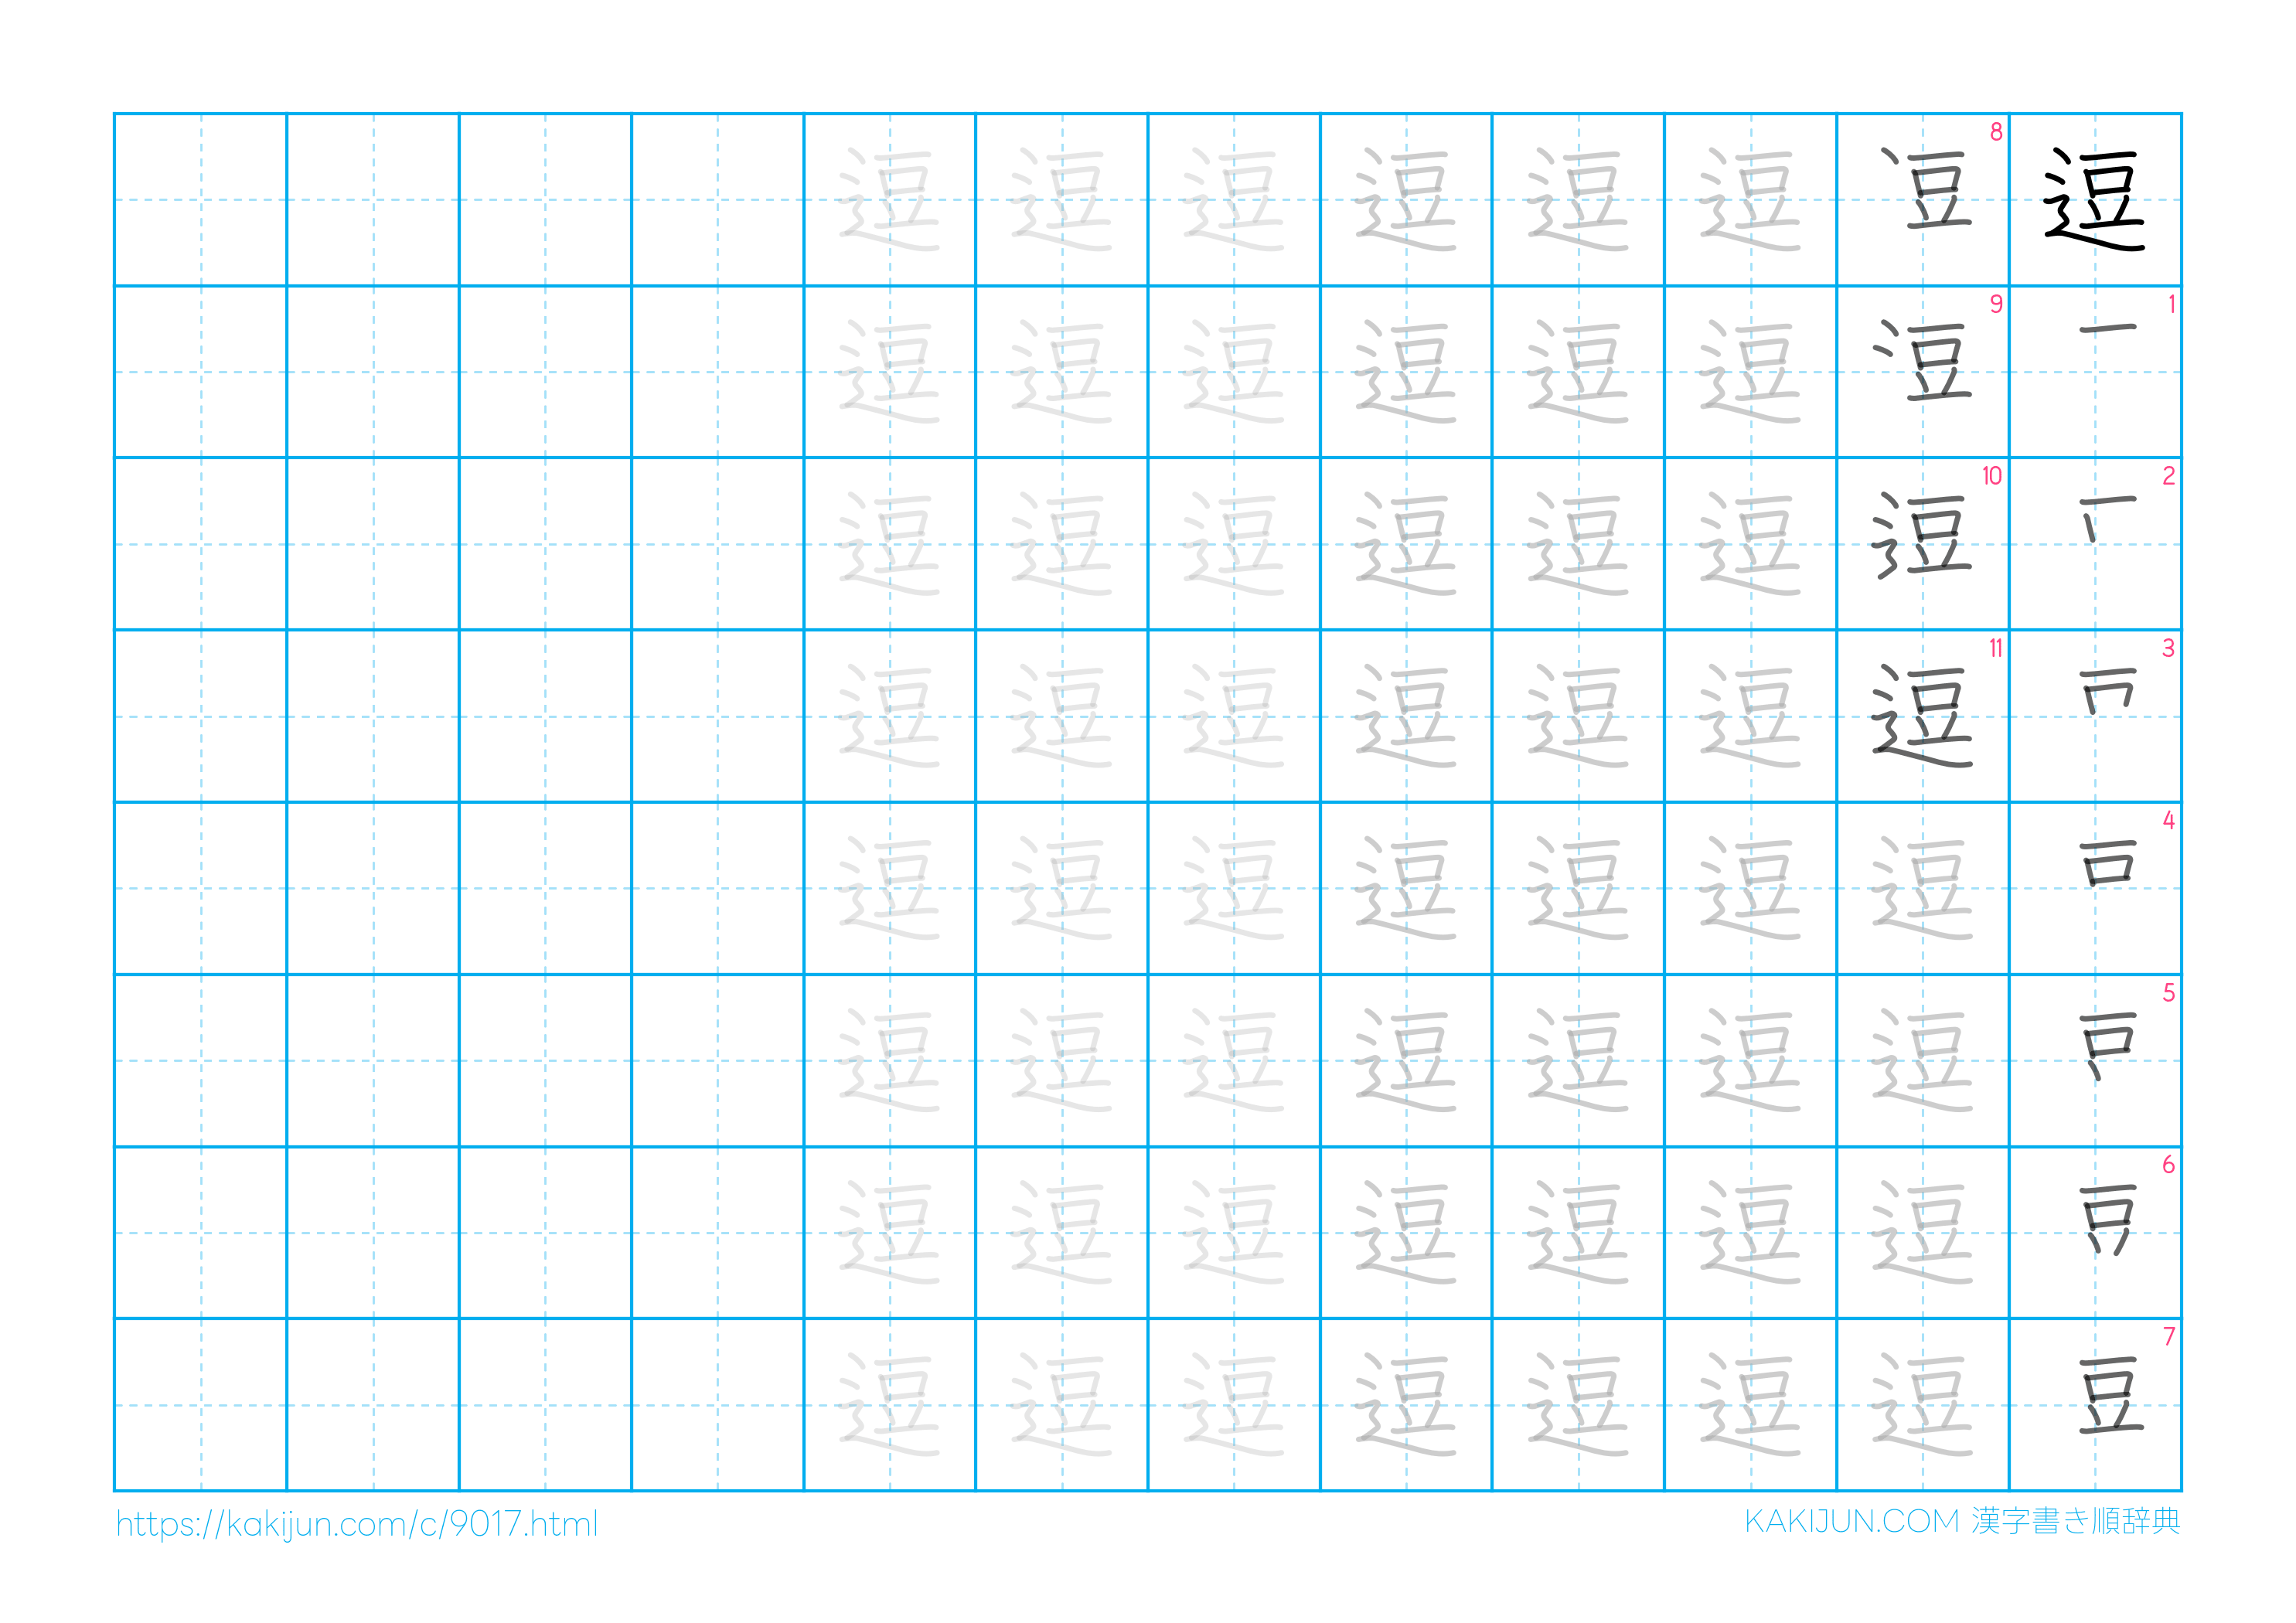 逗 逗 逗 逗 逗 逗 8 逗
逗 逗 逗 逗 逗 逗 9 1 一
逗 逗 逗 逗 逗 逗 10 2
逗 逗 逗 逗 逗 逗 11 逗 3
逗 逗 逗 逗 逗 逗 逗 4
逗 逗 逗 逗 逗 逗 逗 5
逗 逗 逗 逗 逗 逗 逗 6
逗 逗 逗 逗 逗 逗 逗 7 豆
https://kakijun.com/c/9017.html
KAKIJUN.COM 漢字書き順辞典